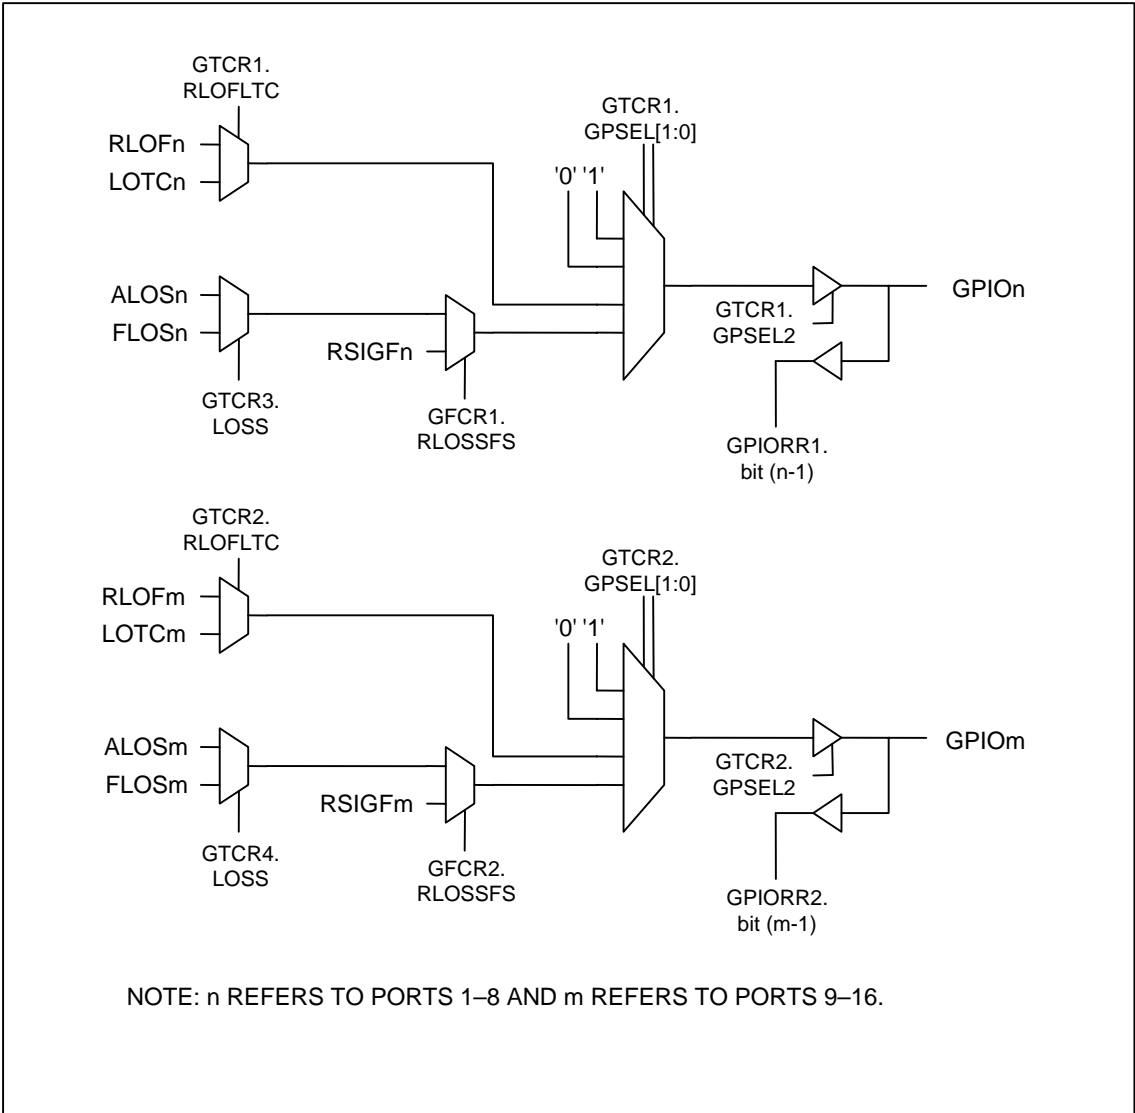 GTCR1.
RLOFLTC
RLOFn
LOTCn
GTCR1.
GPSEL[1:0]
'0' '1'
ALOSn
FLOSn
RSIGFn
GTCR3.
LOSS
GFCR1.
RLOSSFS
GTCR1.
GPSEL2
GPIOn
GPIORR1.
bit (n-1)
GTCR2.
RLOFLTC
RLOFm
LOTCm
GTCR2.
GPSEL[1:0]
'0' '1'
ALOSm
FLOSm
RSIGFm
GTCR4.
LOSS
GFCR2.
RLOSSFS
GTCR2.
GPSEL2
GPIOm
GPIORR2.
bit (m-1)
NOTE: n REFERS TO PORTS 1–8 AND m REFERS TO PORTS 9–16.